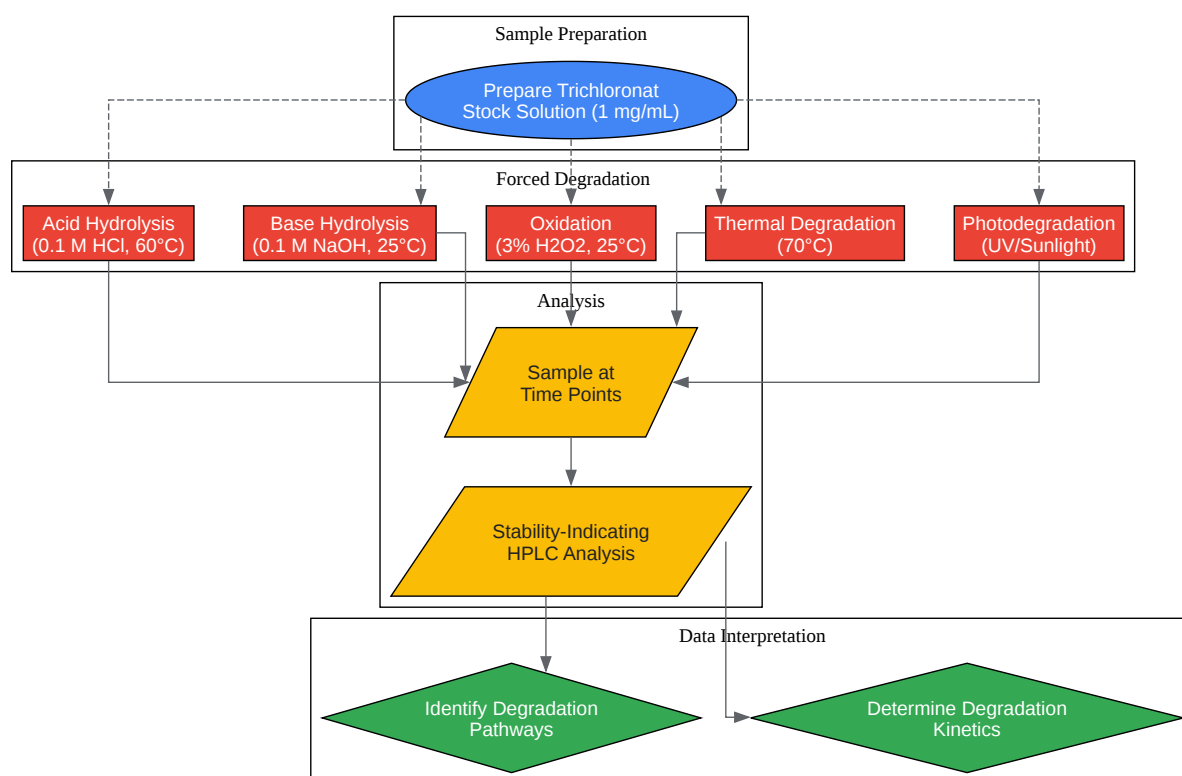 Sample Preparation
Prepare Trichloronat
Stock Solution (1 mg/mL)
Forced Degradation
Acid Hydrolysis
(0.1 M HCl, 60°C)
Base Hydrolysis
(0.1 M NaOH, 25°C)
Oxidation
(3% H2O2, 25°C)
Thermal Degradation
(70°C)
Photodegradation
(UV/Sunlight)
Analysis
Sample at
Time Points
Stability-Indicating
HPLC Analysis
Data Interpretation
Identify Degradation
Pathways
Determine Degradation
Kinetics